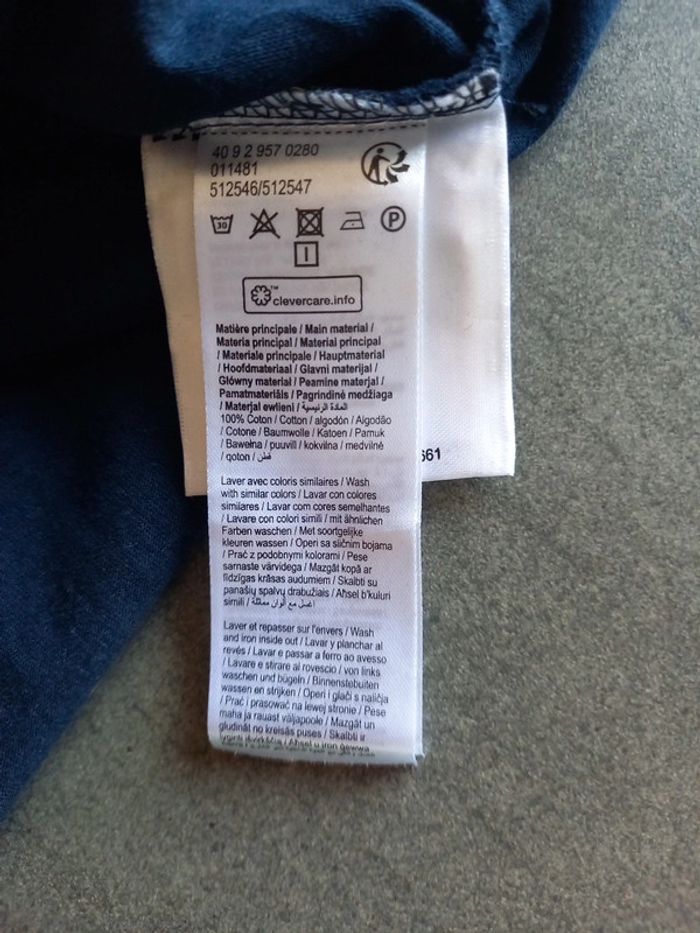 40 9 2 957 0280
011481
512546/512547
30
P
I
™ clevercare.info
Matière principale / Main material /
Materia principal / Material principal
/ Materiale principale / Hauptmaterial
/ Hoofdmateriaal / Glavni materijal /
Główny materiał / Peamine materjal /
Pamatmateriāls / Pagrindinė medžiaga
/ Materjal ewlieni / المادة الرئيسية
100% Coton / Cotton / algodón / Algodão
/ Cotone / Baumwolle / Katoen / Pamuk
/ Bawełna / puuvill / kokvilna / medvilnė
/ qoton / قطن
661
Laver avec coloris similaires / Wash
with similar colors / Lavar con colores
similares / Lavar com cores semelhantes
/ Lavare con colori simili / mit ähnlichen
Farben waschen / Met soortgelijke
kleuren wassen / Operi sa sličnim bojama
/ Prać z podobnymi kolorami / Pese
sarnaste värvidega / Mazgāt kopā ar
līdzīgas krāsas audumiem / Skalbti su
panašių spalvų drabužiais / Aħsel b'kuluri
simili / اغسل مع ألوان مماثلة
Laver et repasser sur l'envers / Wash
and iron inside out / Lavar y planchar al
revés / Lavar e passar a ferro ao avesso
/ Lavare e stirare al rovescio / von links
waschen und bügeln / Binnenstebuiten
wassen en strijken / Operi i glači s naličja
/ Prać i prasować na lewej stronie / Pese
maha ja rauast väljapoole / Mazgāt un
gludināt no kreisās puses / Skalbti ir
lyginti išvirkščią / Aħsel u iron ġewwa